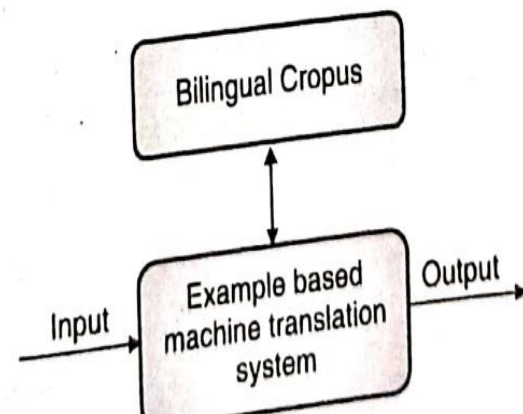 Bilingual Cropus
Input
Example based
machine translation
system
Output